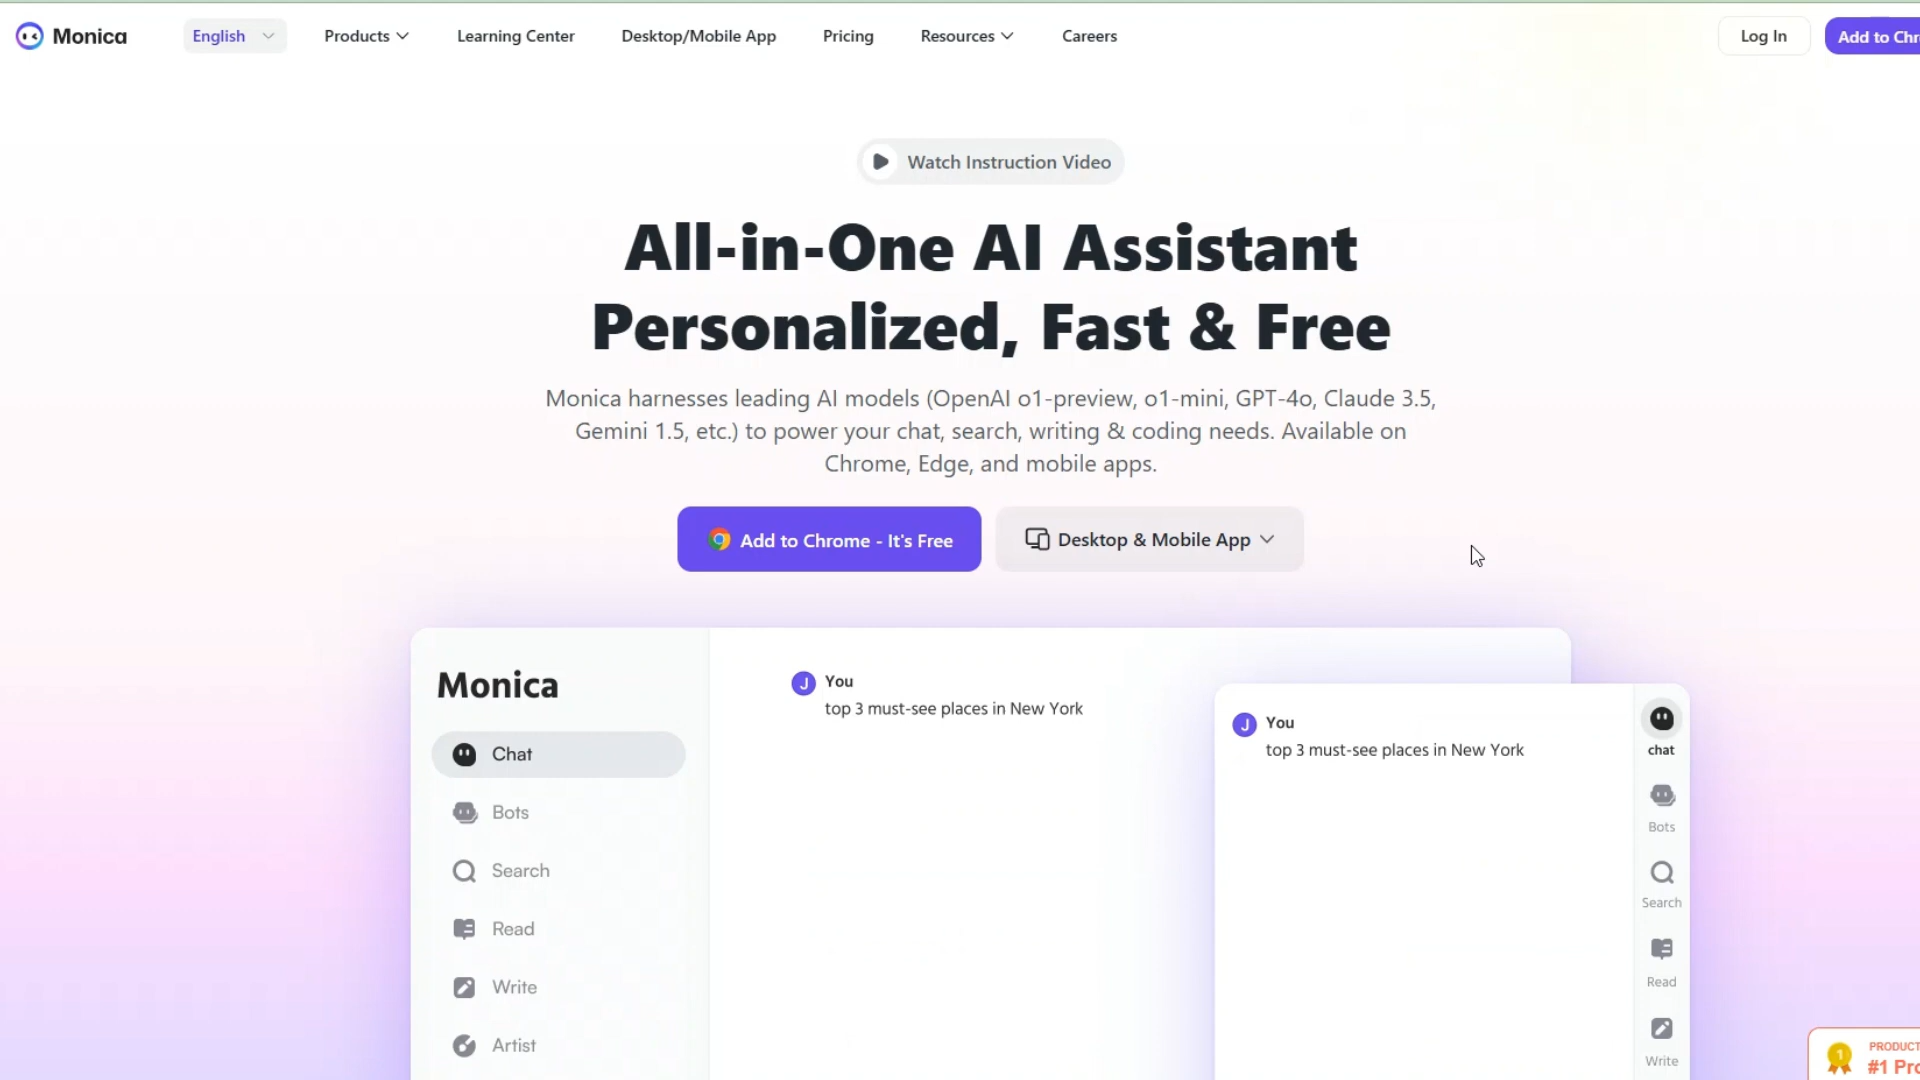 Monica
English
Products
Learning Center
Desktop/Mobile App
Pricing
Resources
Careers
Log In
Add to Chr
Watch Instruction Video
All-in-One AI Assistant
Personalized, Fast & Free
Monica harnesses leading AI models (OpenAI o1-preview, o1-mini, GPT-4o, Claude 3.5,
Gemini 1.5, etc.) to power your chat, search, writing & coding needs. Available on
Chrome, Edge, and mobile apps.
Add to Chrome - It's Free
Desktop & Mobile App
Monica
Chat
Bots
Search
Read
Write
Artist
J You
top 3 must-see places in New York
J You
top 3 must-see places in New York
chat
Bots
Search
Read
Write
1
PRODUCT
#1 Pro